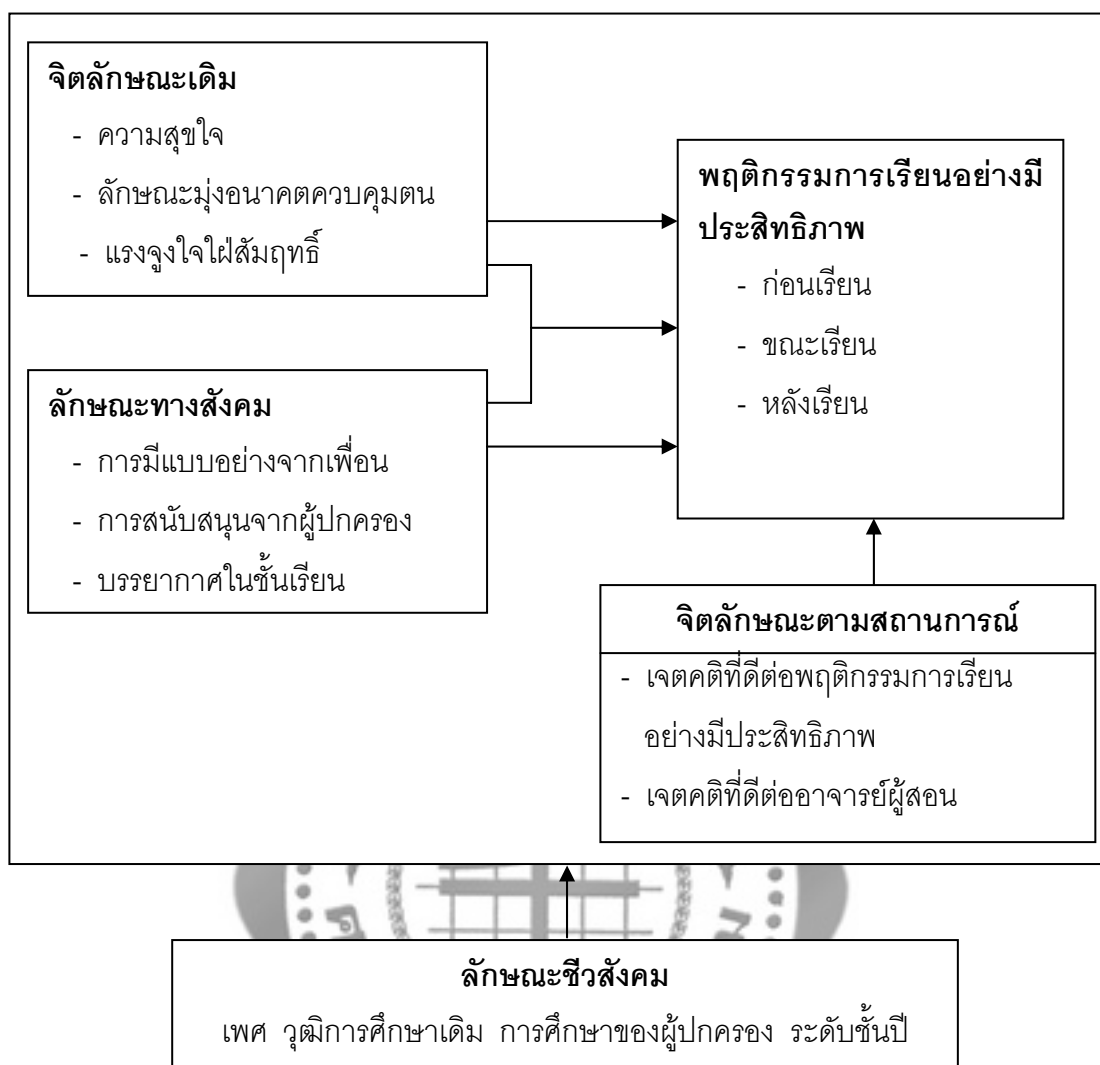 จิตลักษณะเดิม
- ความสุขใจ
- ลักษณะมุ่งอนาคตควบคุมตน
- แรงจูงใจใฝ่สัมฤทธิ์
ลักษณะทางสังคม
- การมีแบบอย่างจากเพื่อน
- การสนับสนุนจากผู้ปกครอง
- บรรยากาศในชั้นเรียน
พฤติกรรมการเรียนอย่างมี
ประสิทธิภาพ
- ก่อนเรียน
- ขณะเรียน
- หลังเรียน
จิตลักษณะตามสถานการณ์
- เจตคติที่ดีต่อพฤติกรรมการเรียน
อย่างมีประสิทธิภาพ
- เจตคติที่ดีต่ออาจารย์ผู้สอน
ลักษณะชีวสังคม
เพศ วุฒิการศึกษาเดิม การศึกษาของผู้ปกครอง ระดับชั้นปี